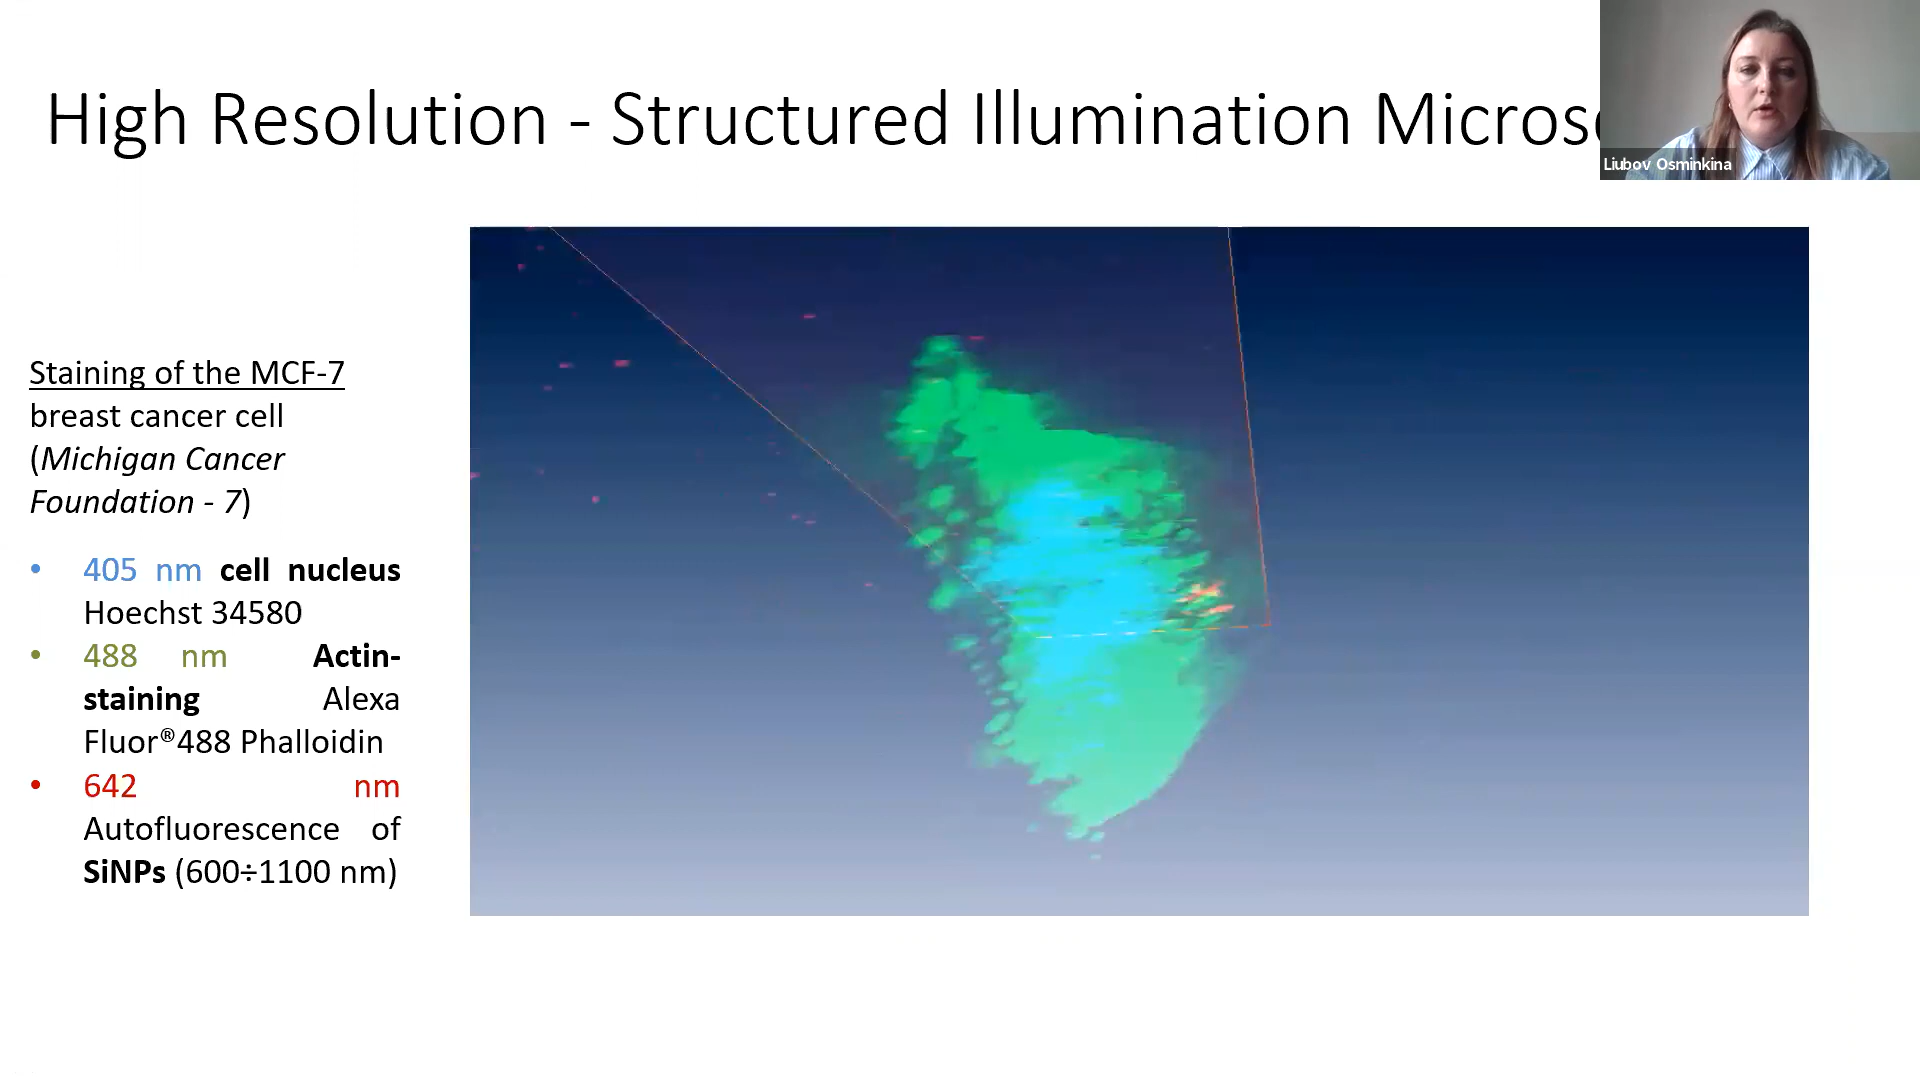 High Resolution - Structured Illumination
Liubov Osminkina
Staining of the MCF-7
breast cancer cell
(Michigan Cancer
Foundation - 7)
• 405 nm cell nucleus
Hoechst 34580
• 488 nm Actin-
staining Alexa
Fluor®488 Phalloidin
• 642 nm
Autofluorescence of
SiNPs (600÷1100 nm)